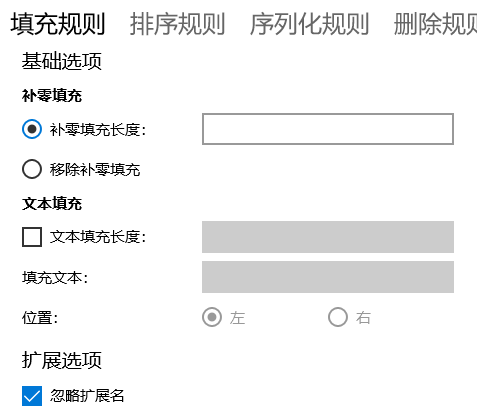 填充规则 排序规则 序列化规则 删除规
基础选项
补零填充
补零填充长度:
移除补零填充
文本填充
文本填充长度:
填充文本:
位置: 左 右
扩展选项
忽略扩展名